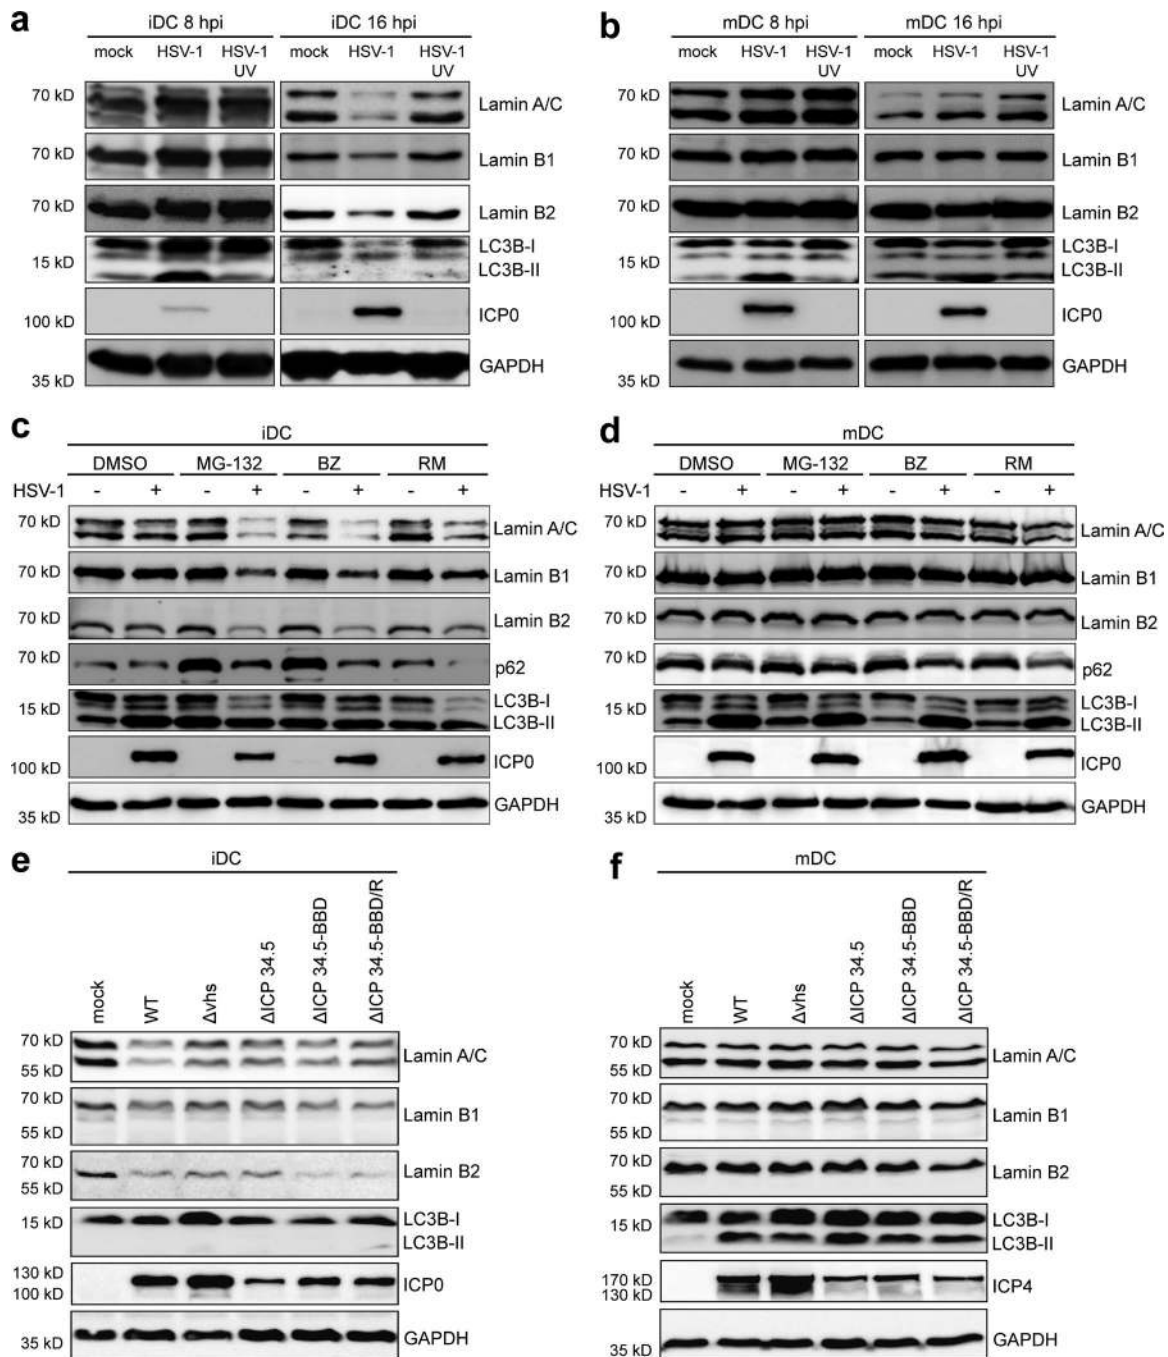 a
iDC 8 hpi iDC 16 hpi
mock HSV-1 HSV-1 UV mock HSV-1 HSV-1 UV
70 kD Lamin A/C
70 kD Lamin B1
70 kD Lamin B2
LC3B-I
15 kD
LC3B-II
ICP0
100 kD
GAPDH
35 kD
b
mDC 8 hpi mDC 16 hpi
mock HSV-1 HSV-1 UV mock HSV-1 HSV-1 UV
70 kD Lamin A/C
70 kD Lamin B1
70 kD Lamin B2
LC3B-I
15 kD
LC3B-II
ICP0
100 kD
GAPDH
35 kD
c
iDC
DMSO MG-132 BZ RM
HSV-1 - + - + - + - +
70 kD Lamin A/C
70 kD Lamin B1
70 kD
Lamin B2
70 kD p62
LC3B-I
15 kD
LC3B-II
ICP0
100 kD
GAPDH
35 kD
d
mDC
DMSO MG-132 BZ RM
HSV-1 - + - + - + - +
70 kD Lamin A/C
70 kD Lamin B1
70 kD Lamin B2
70 kD p62
LC3B-I
15 kD
LC3B-II
ICP0
100 kD
GAPDH
35 kD
e
iDC
mock WT Δvhs ΔICP 34.5 ΔICP 34.5-BBD ΔICP 34.5-BBD/R
70 kD
Lamin A/C
55 kD
70 kD
Lamin B1
55 kD
70 kD
Lamin B2
55 kD
15 kD LC3B-I
LC3B-II
130 kD
ICP0
100 kD
GAPDH
35 kD
f
mDC
mock WT Δvhs ΔICP 34.5 ΔICP 34.5-BBD ΔICP 34.5-BBD/R
70 kD
Lamin A/C
55 kD
70 kD
Lamin B1
55 kD
70 kD
Lamin B2
55 kD
LC3B-I
15 kD
LC3B-II
170 kD
ICP4
130 kD
GAPDH
35 kD